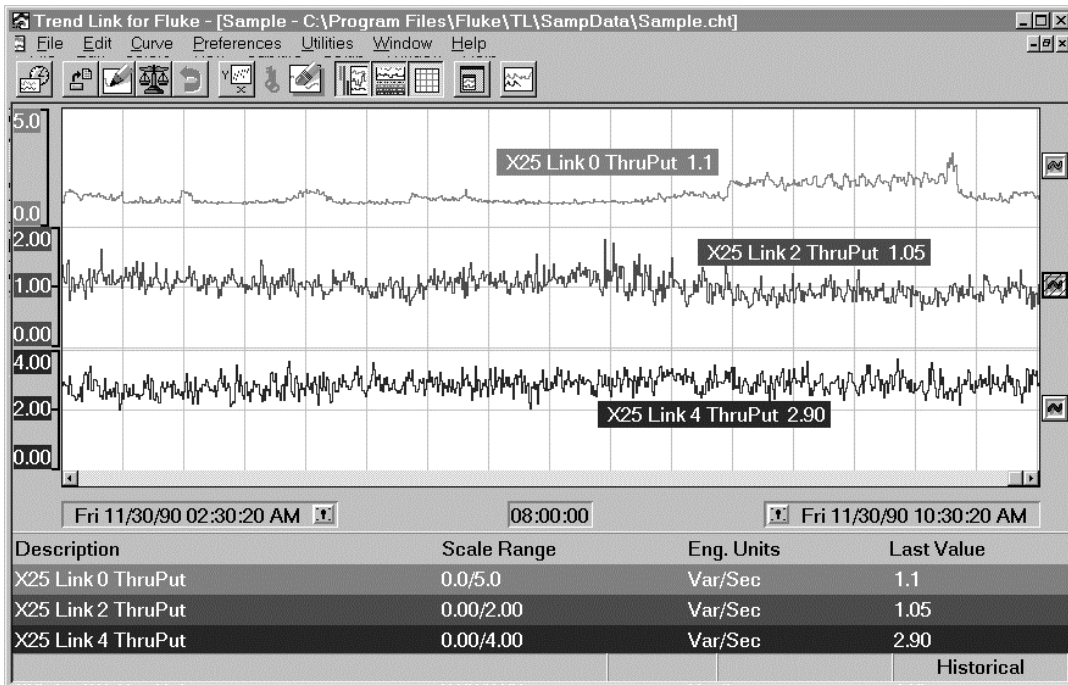 Trend Link for Fluke - [Sample - C:\Program Files\Fluke\TL\SampData\Sample.cht]
File Edit Curve Preferences Utilities Window Help
5.0
X25 Link 0 ThruPut 1.1
0.0
2.00
X25 Link 2 ThruPut 1.05
1.00
0.00
4.00
2.00
X25 Link 4 ThruPut 2.90
0.00
Fri 11/30/90 02:30:20 AM 08:00:00 Fri 11/30/90 10:30:20 AM
Description Scale Range Eng. Units Last Value
X25 Link 0 ThruPut 0.0/5.0 Var/Sec 1.1
X25 Link 2 ThruPut 0.00/2.00 Var/Sec 1.05
X25 Link 4 ThruPut 0.00/4.00 Var/Sec 2.90
Historical